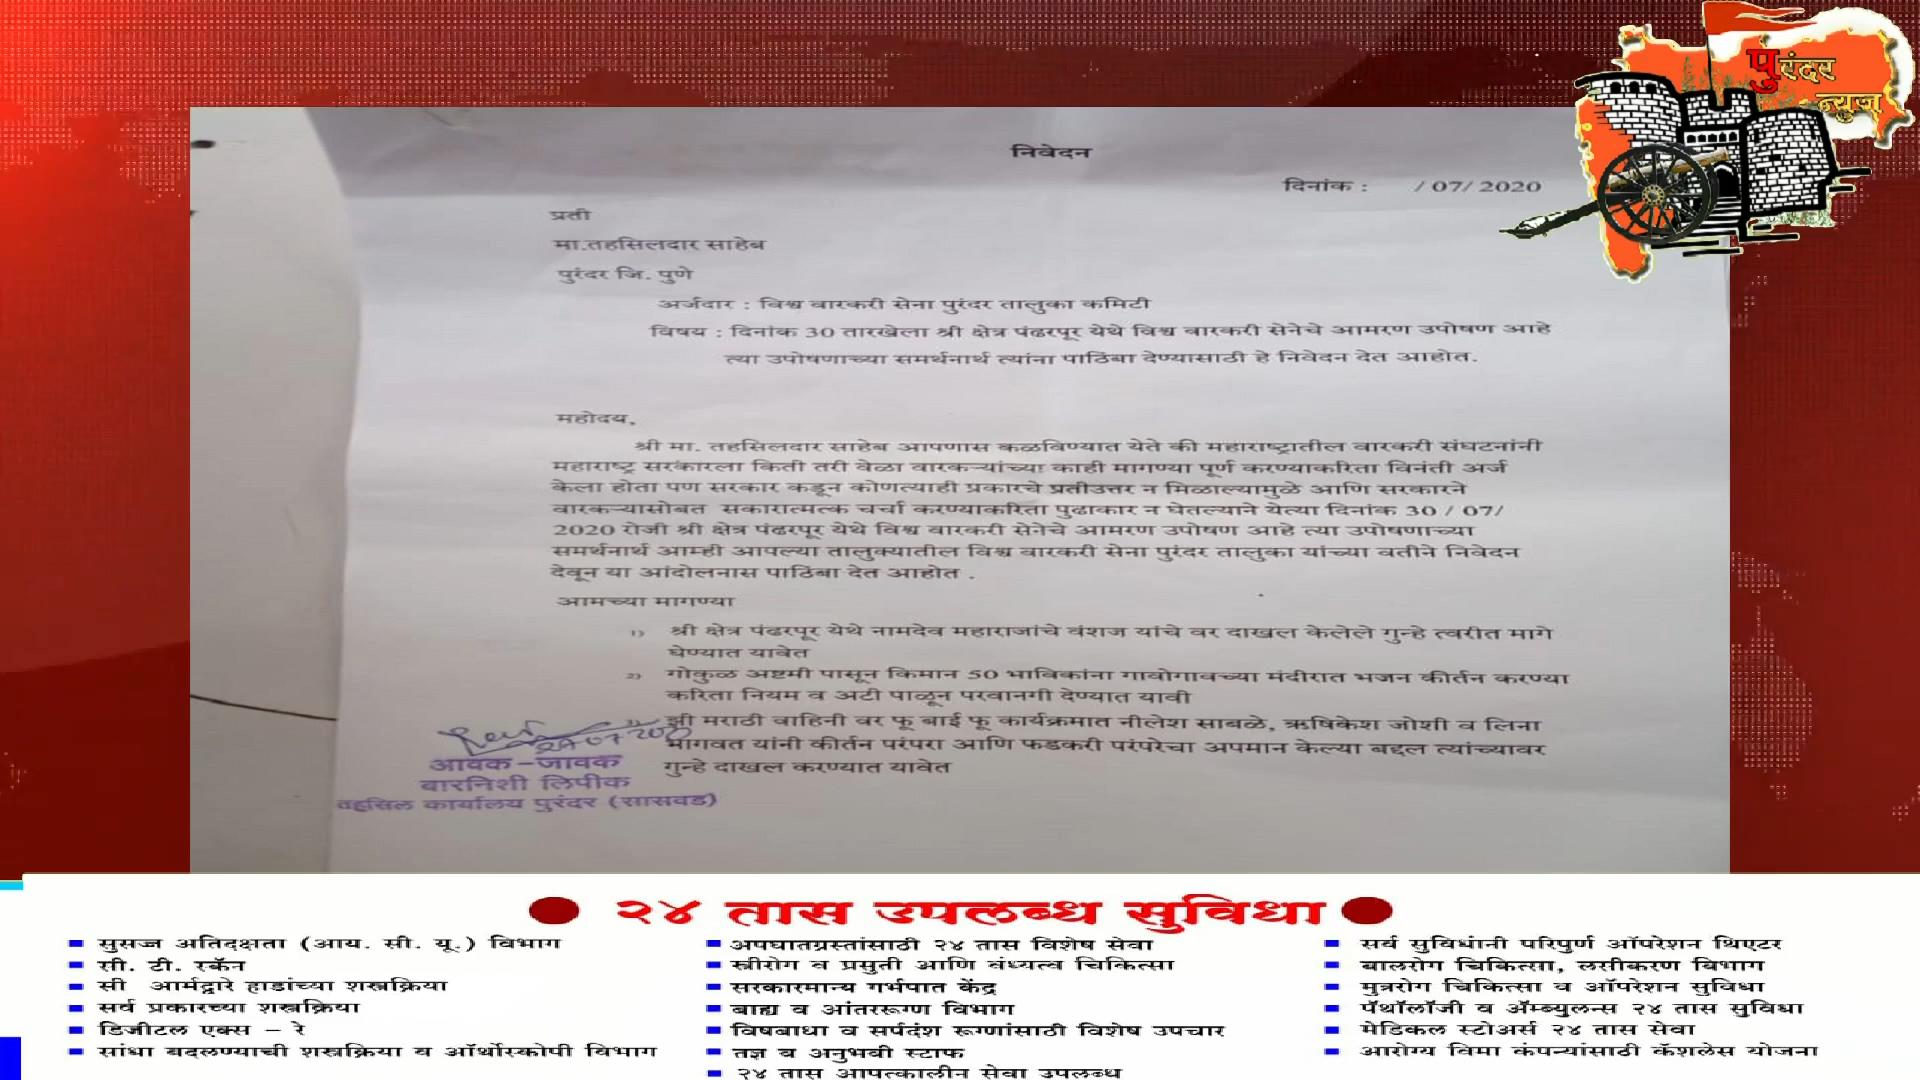 पुरंदर
न्युज
निवेदन
दिनांक : / 07/ 2020
प्रती
मा.तहसिलदार साहेब
पुरंदर जि. पुणे
अर्जदार : विश्व वारकरी सेना पुरंदर तालुका कमिटी
विषय : दिनांक 30 तारखेला श्री क्षेत्र पंढरपूर येथे विश्व वारकरी सेनेचे आमरण उपोषण आहे
त्या उपोषणाच्या समर्थनार्थ त्यांना पाठिंबा देण्यासाठी हे निवेदन देत आहोत.
महोदय,
श्री मा. तहसिलदार साहेब आपणास कळविण्यात येते की महाराष्ट्रातील वारकरी संघटनांनी
महाराष्ट्र सरकारला किती तरी वेळा वारकऱ्यांच्या काही मागण्या पूर्ण करण्याकरिता विनंती अर्ज
केला होता पण सरकार कडून कोणत्याही प्रकारचे प्रतीउत्तर न मिळाल्यामुळे आणि सरकारने
वारकऱ्यासोबत सकारात्मत्क चर्चा करण्याकरिता पुढाकार न घेतल्याने येत्या दिनांक 30 / 07/
2020 रोजी श्री क्षेत्र पंढरपूर येथे विश्व वारकरी सेनेचे आमरण उपोषण आहे त्या उपोषणाच्या
समर्थनार्थ आम्ही आपल्या तालुक्यातील विश्व वारकरी सेना पुरंदर तालुका यांच्या वतीने निवेदन
देवून या आंदोलनास पाठिंबा देत आहोत .
आमच्या मागण्या
1) श्री क्षेत्र पंढरपूर येथे नामदेव महाराजांचे वंशज यांचे वर दाखल केलेले गुन्हे त्वरीत मागे
घेण्यात यावेत
2) गोकुळ अष्टमी पासून किमान 50 भाविकांना गावोगावच्या मंदीरात भजन कीर्तन करण्या
करिता नियम व अटी पाळून परवानगी देण्यात यावी
3) झी मराठी वाहिनी वर फू बाई फू कार्यक्रमात नीलेश साबळे, ऋषिकेश जोशी व लिना
भागवत यांनी कीर्तन परंपरा आणि फडकरी परंपरेचा अपमान केल्या बद्दल त्यांच्यावर
गुन्हे दाखल करण्यात यावेत
आवक-जावक
बारनिशी लिपीक
तहसिल कार्यालय पुरंदर (सासवड)
२४ तास उपलब्ध सुविधा
सुसज्ज अतिदक्षता (आय. सी. यू.) विभाग
सी. टी. स्कॅन
सी आर्मद्वारे हाडांच्या शस्त्रक्रिया
सर्व प्रकारच्या शस्त्रक्रिया
डिजीटल एक्स – रे
सांधा बदलण्याची शस्त्रक्रिया व ऑर्थोस्कोपी विभाग
अपघातग्रस्तांसाठी २४ तास विशेष सेवा
स्त्रीरोग व प्रसुती आणि वंध्यत्व चिकित्सा
सरकारमान्य गर्भपात केंद्र
बाह्य व आंतररूग्ण विभाग
विषबाधा व सर्पदंश रूग्णांसाठी विशेष उपचार
तज्ञ व अनुभवी स्टाफ
२४ तास आपत्कालीन सेवा उपलब्ध
सर्व सुविधांनी परिपुर्ण ऑपरेशन थिएटर
बालरोग चिकित्सा, लसीकरण विभाग
मुत्ररोग चिकित्सा व ऑपरेशन सुविधा
पॅथॉलॉजी व ॲम्ब्युलन्स २४ तास सुविधा
मेडिकल स्टोअर्स २४ तास सेवा
आरोग्य विमा कंपन्यांसाठी कॅशलेस योजना